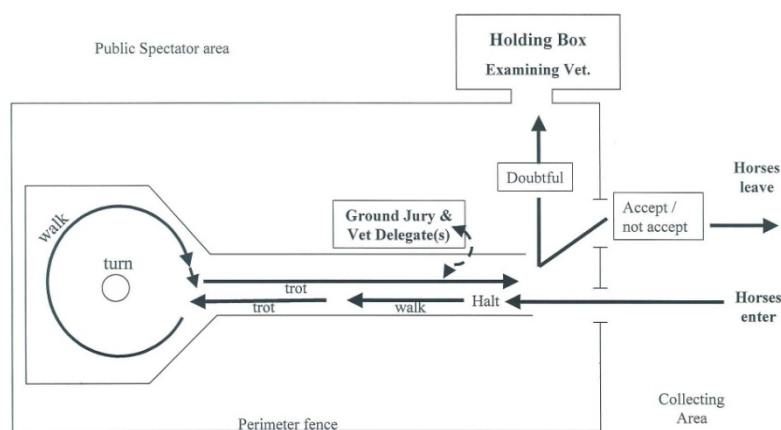 Public Spectator area
Holding Box
Examining Vet.
Doubtful
Horses
leave
Accept /
not accept
Ground Jury &
Vet Delegate(s)
walk
turn
trot
trot
walk
Halt
Horses
enter
Collecting
Area
Perimeter fence